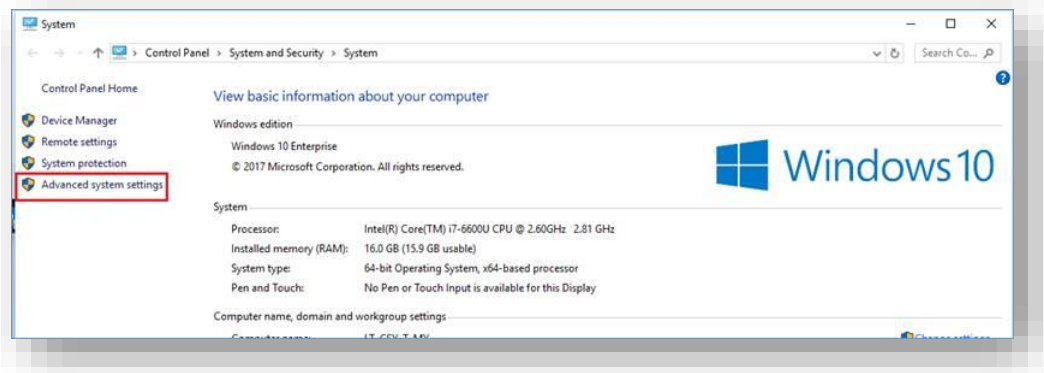 System
Control Panel > System and Security > System
Search Co...
Control Panel Home
Device Manager
Remote settings
System protection
Advanced system settings
View basic information about your computer
Windows edition
Windows 10 Enterprise
© 2017 Microsoft Corporation. All rights reserved.
Windows 10
System
Processor: Intel(R) Core(TM) i7-6600U CPU @ 2.60GHz 2.81 GHz
Installed memory (RAM): 16.0 GB (15.9 GB usable)
System type: 64-bit Operating System, x64-based processor
Pen and Touch: No Pen or Touch Input is available for this Display
Computer name, domain and workgroup settings
Change settings